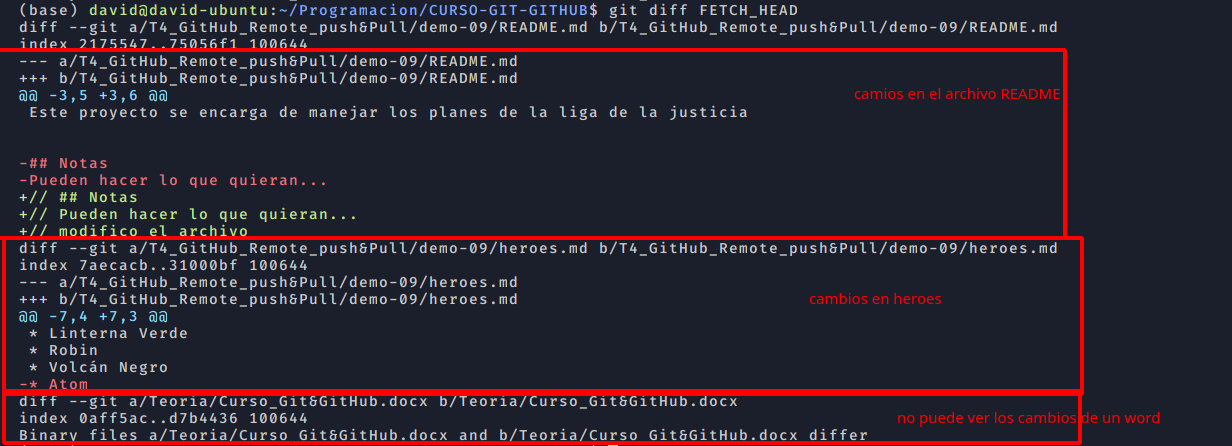 (base) david@david-ubuntu:~/Programacion/CURSO-GIT-GITHUB$ git diff FETCH_HEAD
diff --git a/T4_GitHub_Remote_push&Pull/demo-09/README.md b/T4_GitHub_Remote_push&Pull/demo-09/README.md
index 2175547..75056f1 100644
--- a/T4_GitHub_Remote_push&Pull/demo-09/README.md
+++ b/T4_GitHub_Remote_push&Pull/demo-09/README.md
@@ -3,5 +3,6 @@
camios en el archivo README
Este proyecto se encarga de manejar los planes de la liga de la justicia
-## Notas
-Pueden hacer lo que quieran...
+// ## Notas
+// Pueden hacer lo que quieran...
+// modifico el archivo
diff --git a/T4_GitHub_Remote_push&Pull/demo-09/heroes.md b/T4_GitHub_Remote_push&Pull/demo-09/heroes.md
index 7aecacb..31000bf 100644
--- a/T4_GitHub_Remote_push&Pull/demo-09/heroes.md
+++ b/T4_GitHub_Remote_push&Pull/demo-09/heroes.md
cambios en heroes
@@ -7,4 +7,3 @@
* Linterna Verde
* Robin
* Volcán Negro
-* Atom
diff --git a/Teoria/Curso_Git&GitHub.docx b/Teoria/Curso_Git&GitHub.docx
index 0aff5ac..d7b4436 100644
no puede ver los cambios de un word
Binary files a/Teoria/Curso_Git&GitHub.docx and b/Teoria/Curso_Git&GitHub.docx differ